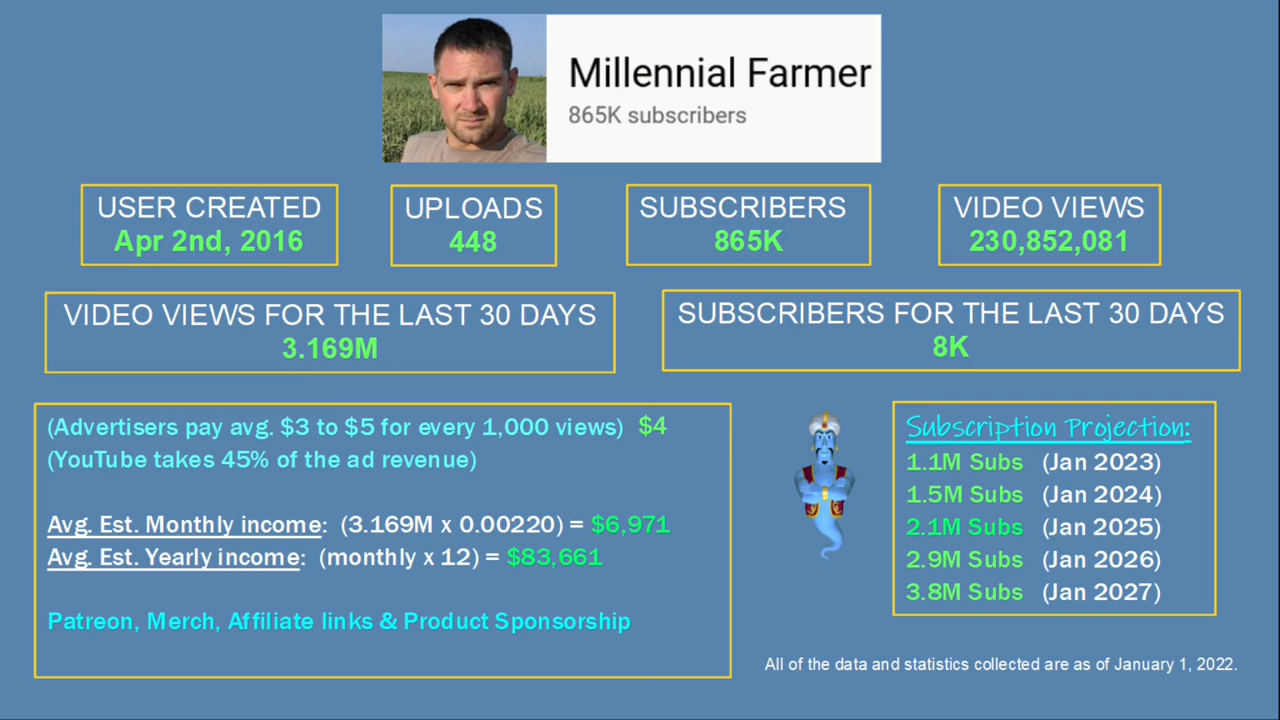 Millennial Farmer
865K subscribers
USER CREATED
Apr 2nd, 2016
UPLOADS
448
SUBSCRIBERS
865K
VIDEO VIEWS
230,852,081
VIDEO VIEWS FOR THE LAST 30 DAYS
3.169M
SUBSCRIBERS FOR THE LAST 30 DAYS
8K
(Advertisers pay avg. $3 to $5 for every 1,000 views) $4
(YouTube takes 45% of the ad revenue)
Avg. Est. Monthly income: (3.169M x 0.00220) = $6,971
Avg. Est. Yearly income: (monthly x 12) = $83,661
Patreon, Merch, Affiliate links & Product Sponsorship
Subscription Projection:
1.1M Subs (Jan 2023)
1.5M Subs (Jan 2024)
2.1M Subs (Jan 2025)
2.9M Subs (Jan 2026)
3.8M Subs (Jan 2027)
All of the data and statistics collected are as of January 1, 2022.